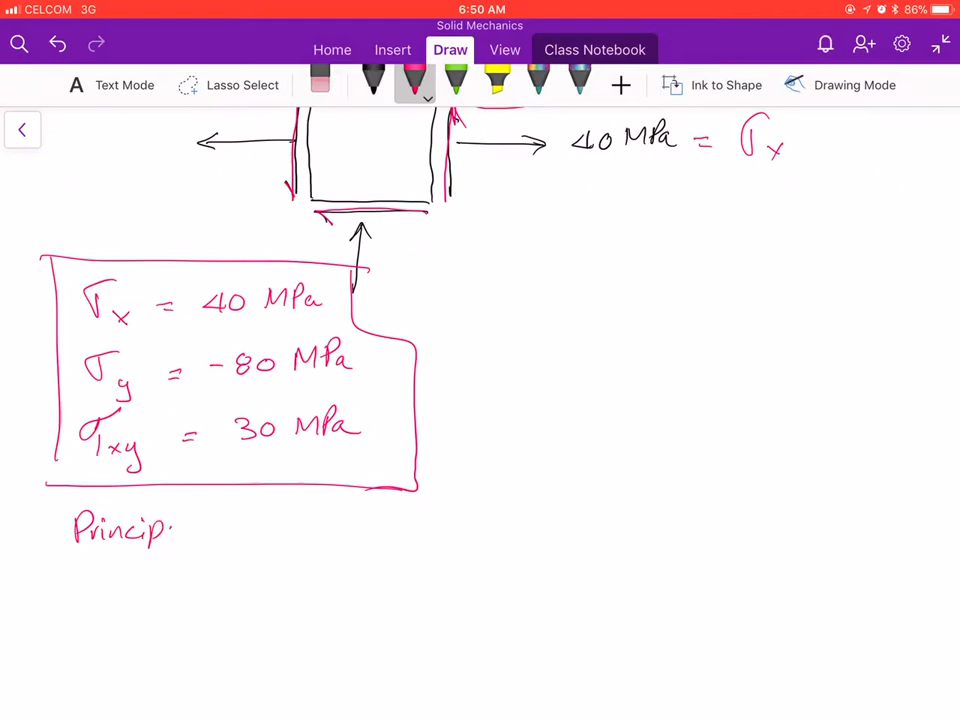 CELCOM 3G 6:50 AM 86%
Solid Mechanics
Home Insert Draw View Class Notebook
Text Mode Lasso Select Ink to Shape Drawing Mode
40 MPa = σx
σx = 40 MPa
σy = -80 MPa
τxy = 30 MPa
Princip